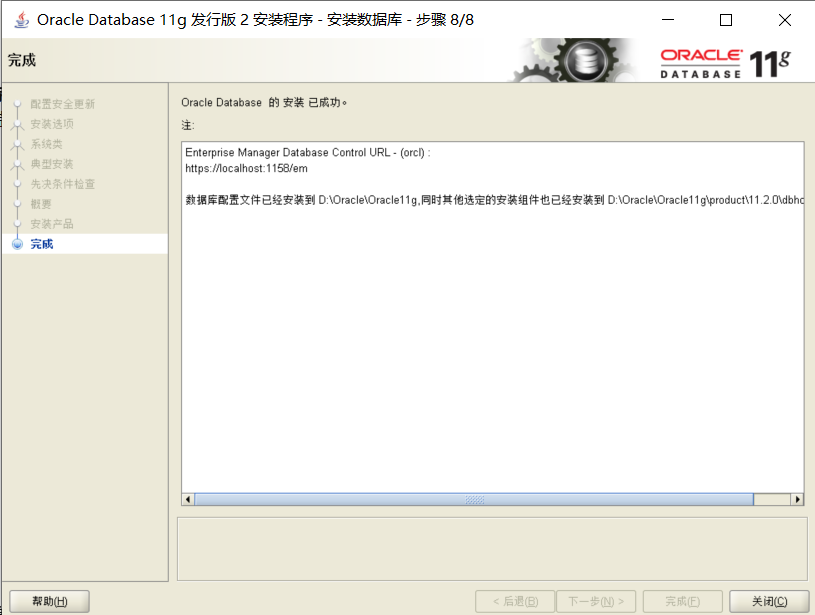 Oracle Database 11g 发行版 2 安装程序 - 安装数据库 - 步骤 8/8
完成
ORACLE
DATABASE
11g
配置安全更新
安装选项
系统类
典型安装
先决条件检查
概要
安装产品
完成
Oracle Database 的 安装 已成功。
注:
Enterprise Manager Database Control URL - (orcl) :
https://localhost:1158/em
数据库配置文件已经安装到 D:\Oracle\Oracle11g,同时其他选定的安装组件也已经安装到 D:\Oracle\Oracle11g\product\11.2.0\dbho
帮助(H)
< 后退(B)
下一步(N) >
完成(F)
关闭(C)